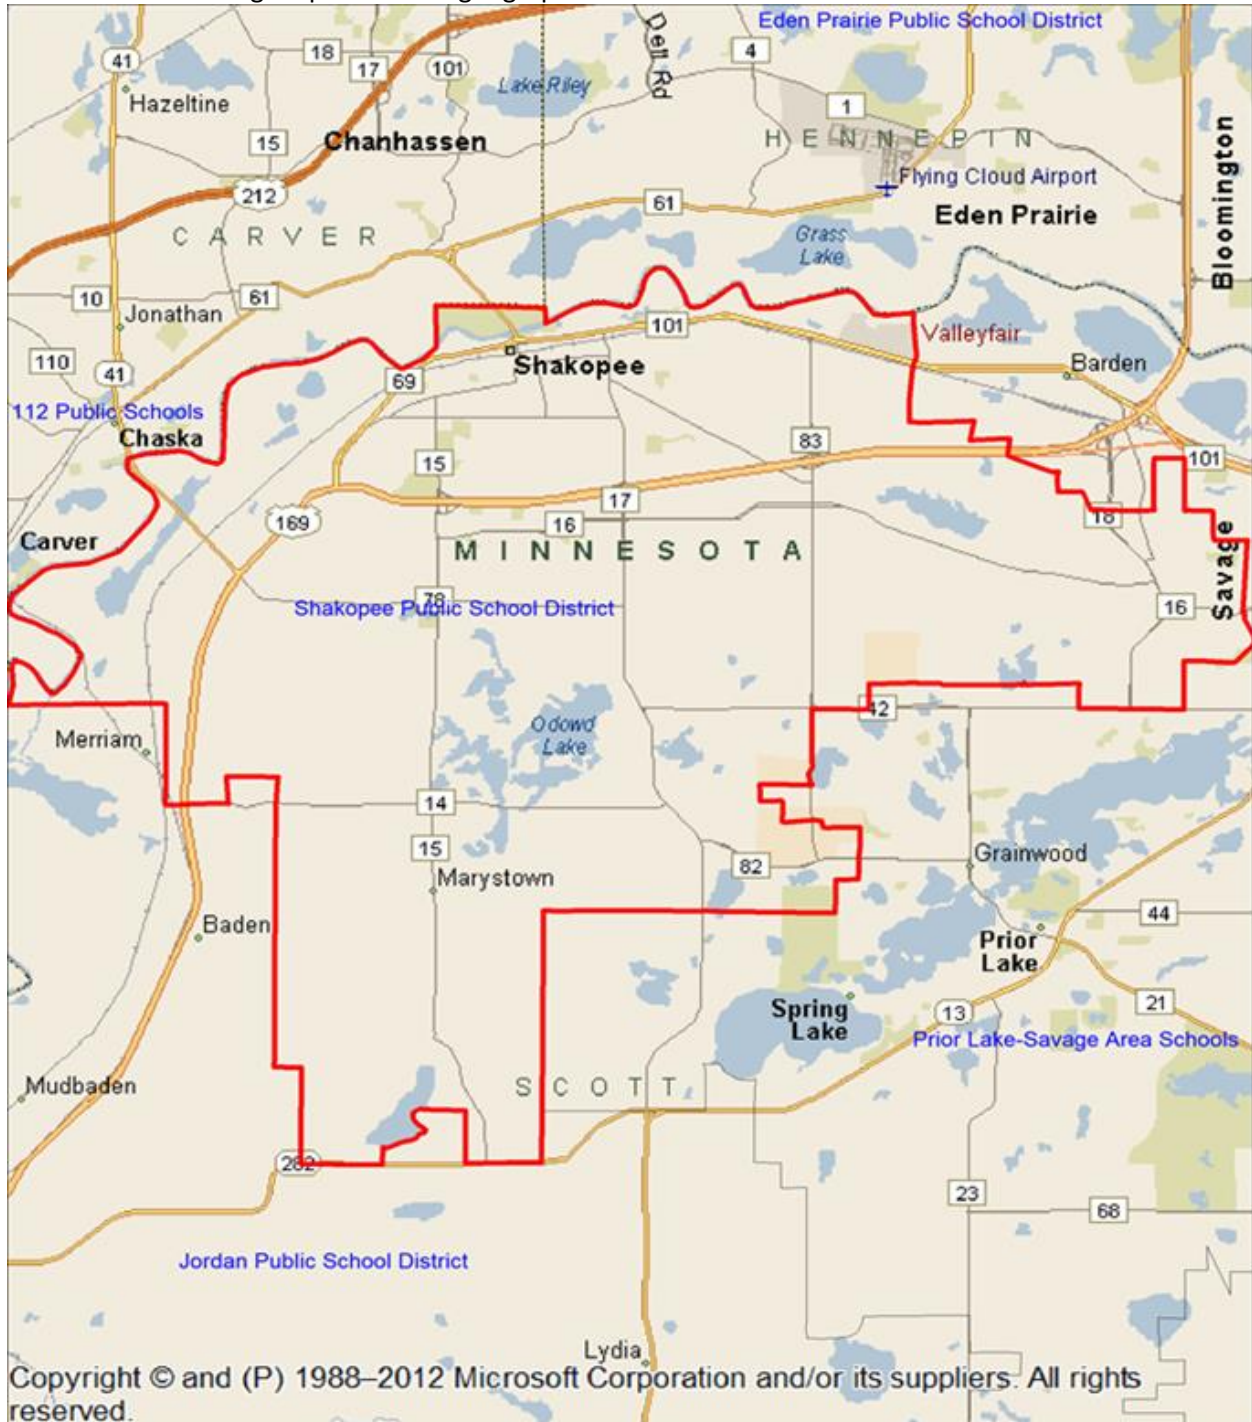 Eden Prairie Public School District
41
18
17
101
Lake Riley
Dell Rd
4
Hazeltine
1
15
Chanhassen
HENNEPIN
212
Flying Cloud Airport
61
Eden Prairie
Bloomington
CARVER
Grass
Lake
10
61
Jonathan
101
Valleyfair
110
41
69
Shakopee
Barden
112 Public Schools
Chaska
15
83
101
17
169
16
18
Carver
MINNESOTA
Savage
78
Shakopee Public School District
16
42
Merriam
Odowd
Lake
14
15
82
Grainwood
Marystown
44
Baden
Prior
Lake
Spring
Lake
13
21
Prior Lake-Savage Area Schools
Mudbaden
SCOTT
282
23
68
Jordan Public School District
Lydia
Copyright © and (P) 1988–2012 Microsoft Corporation and/or its suppliers. All rights
reserved.